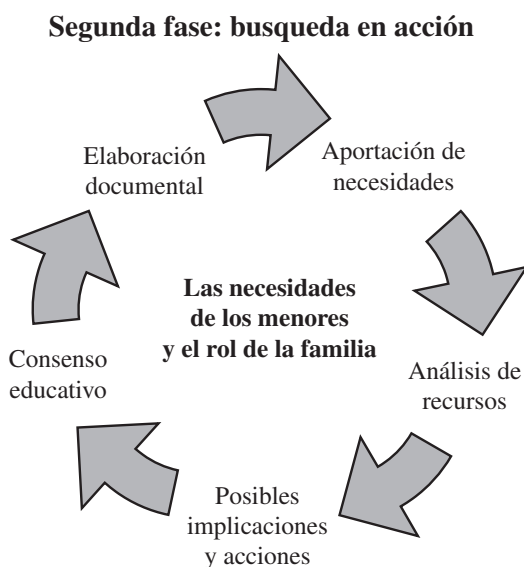 Segunda fase: busqueda en acción
Elaboración
documental
Aportación de
necesidades
Las necesidades
de los menores
y el rol de la familia
Consenso
educativo
Análisis de
recursos
Posibles
implicaciones
y acciones